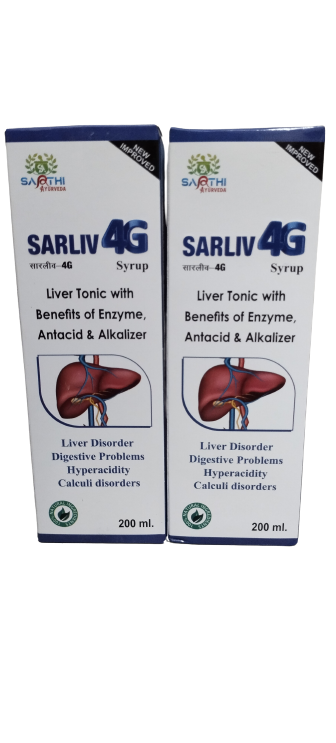 NEW
IMPROVED
SARATHI
AYURVEDA
SARLIV 4G
सारलीव-4G Syrup
Liver Tonic with
Benefits of Enzyme,
Antacid & Alkalizer
Liver Disorder
Digestive Problems
Hyperacidity
Calculi disorders
200 ml.
NEW
IMPROVED
SARATHI
AYURVEDA
SARLIV 4G
सारलीव-4G Syrup
Liver Tonic with
Benefits of Enzyme,
Antacid & Alkalizer
Liver Disorder
Digestive Problems
Hyperacidity
Calculi disorders
200 ml.